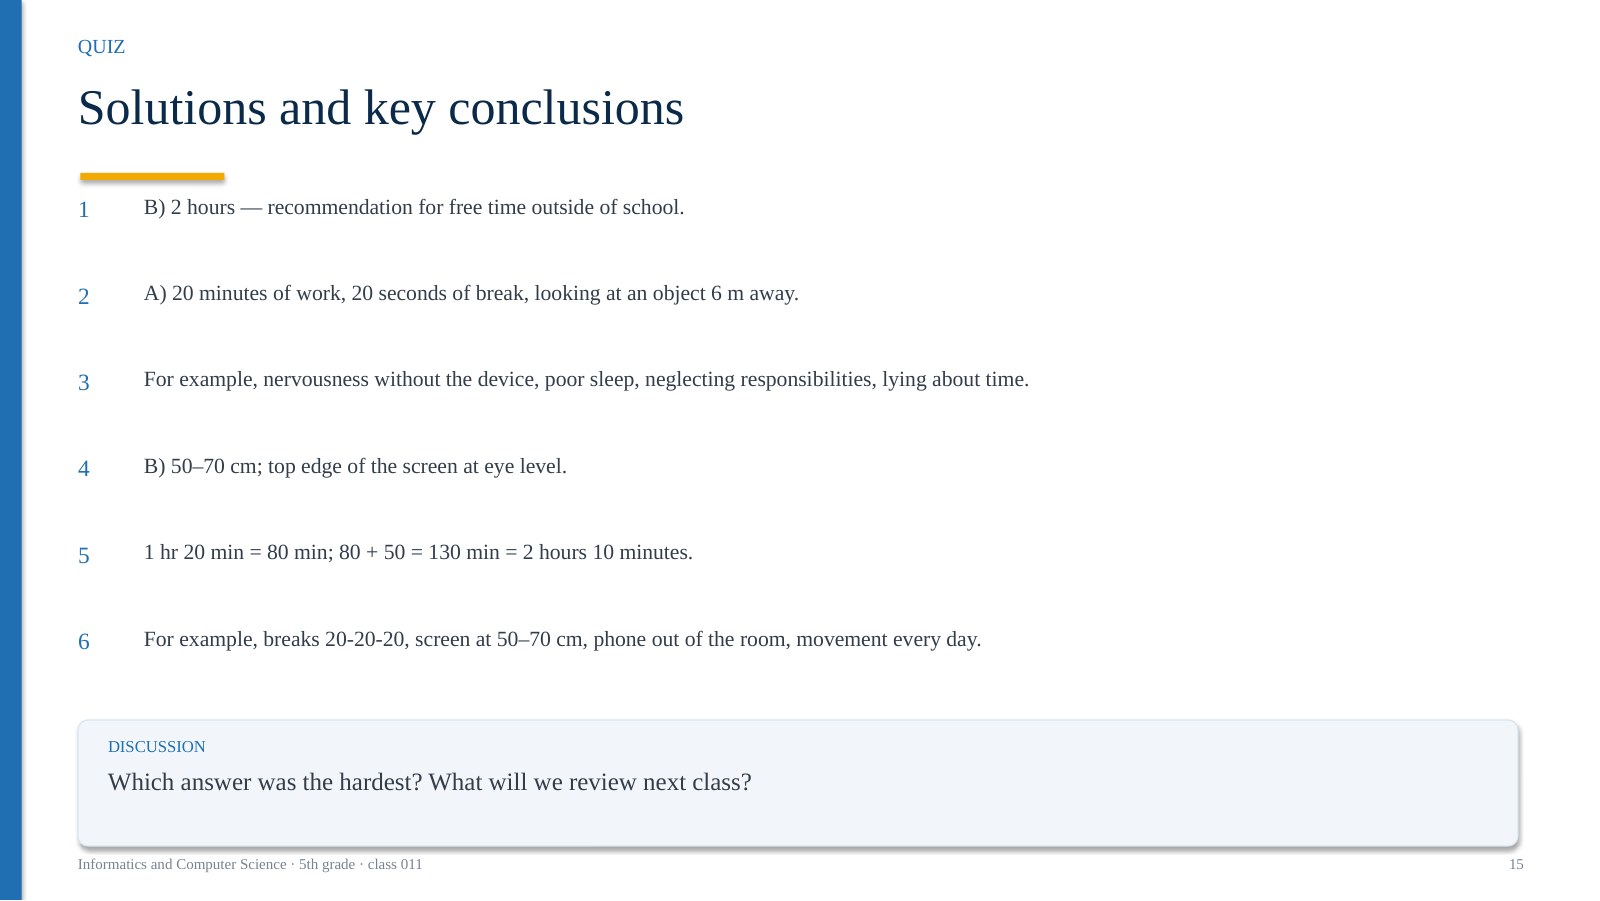 QUIZ
Solutions and key conclusions
1 B) 2 hours — recommendation for free time outside of school.
2 A) 20 minutes of work, 20 seconds of break, looking at an object 6 m away.
3 For example, nervousness without the device, poor sleep, neglecting responsibilities, lying about time.
4 B) 50–70 cm; top edge of the screen at eye level.
5 1 hr 20 min = 80 min; 80 + 50 = 130 min = 2 hours 10 minutes.
6 For example, breaks 20-20-20, screen at 50–70 cm, phone out of the room, movement every day.
DISCUSSION
Which answer was the hardest? What will we review next class?
Informatics and Computer Science · 5th grade · class 011 15